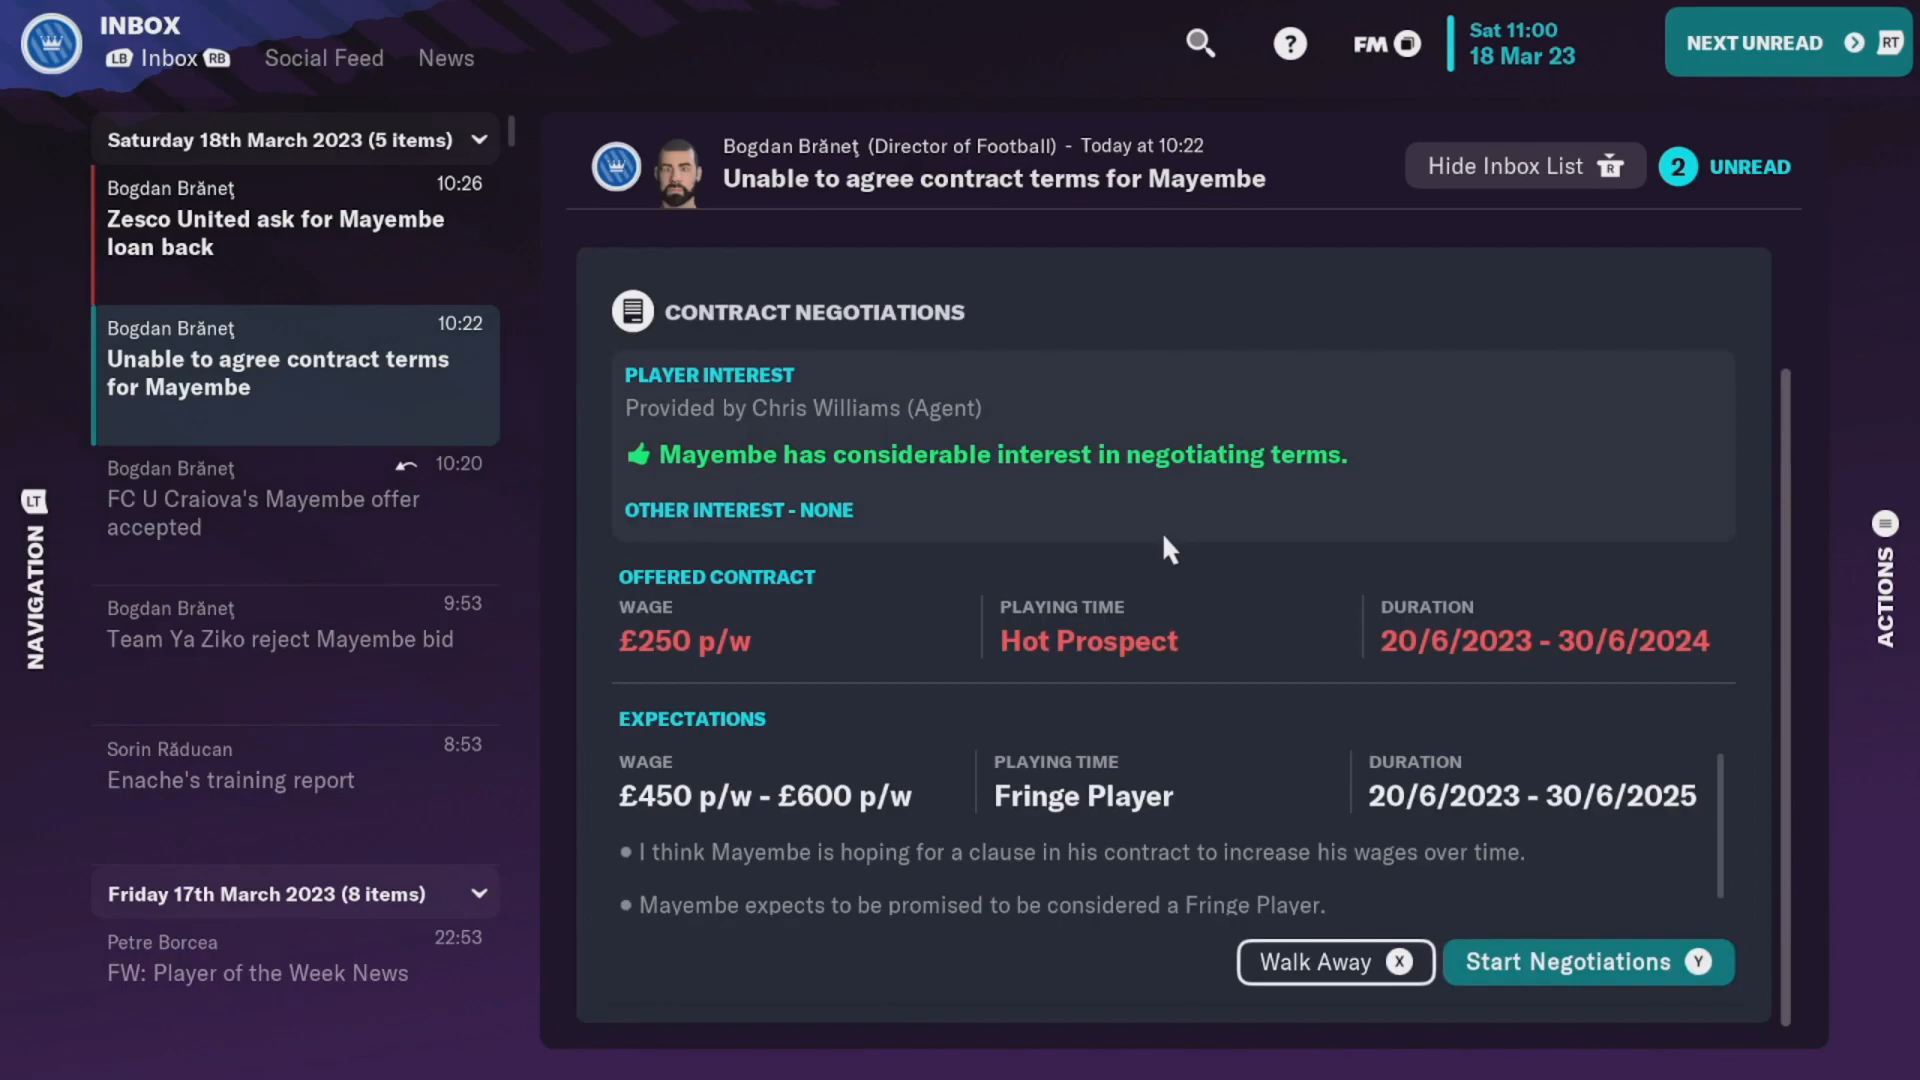 INBOX
LB Inbox RB Social Feed News
? FM Sat 11:00
18 Mar 23
NEXT UNREAD RT
Saturday 18th March 2023 (5 items)
Bogdan Brăneț 10:26
Zesco United ask for Mayembe
loan back
Bogdan Brăneț 10:22
Unable to agree contract terms
for Mayembe
Bogdan Brăneț 10:20
FC U Craiova's Mayembe offer
accepted
Bogdan Brăneț 9:53
Team Ya Ziko reject Mayembe bid
Sorin Răducan 8:53
Enache's training report
Friday 17th March 2023 (8 items)
Petre Borcea 22:53
FW: Player of the Week News
LT
NAVIGATIN
Bogdan Brăneț (Director of Football) - Today at 10:22
Unable to agree contract terms for Mayembe
Hide Inbox List R
2 UNREAD
CONTRACT NEGOTIATIONS
PLAYER INTEREST
Provided by Chris Williams (Agent)
Mayembe has considerable interest in negotiating terms.
OTHER INTEREST - NONE
OFFERED CONTRACT
WAGE PLAYING TIME DURATION
£250 p/w Hot Prospect 20/6/2023 - 30/6/2024
EXPECTATIONS
WAGE PLAYING TIME DURATION
£450 p/w - £600 p/w Fringe Player 20/6/2023 - 30/6/2025
• I think Mayembe is hoping for a clause in his contract to increase his wages over time.
• Mayembe expects to be promised to be considered a Fringe Player.
Walk Away X Start Negotiations Y
ACTIONS